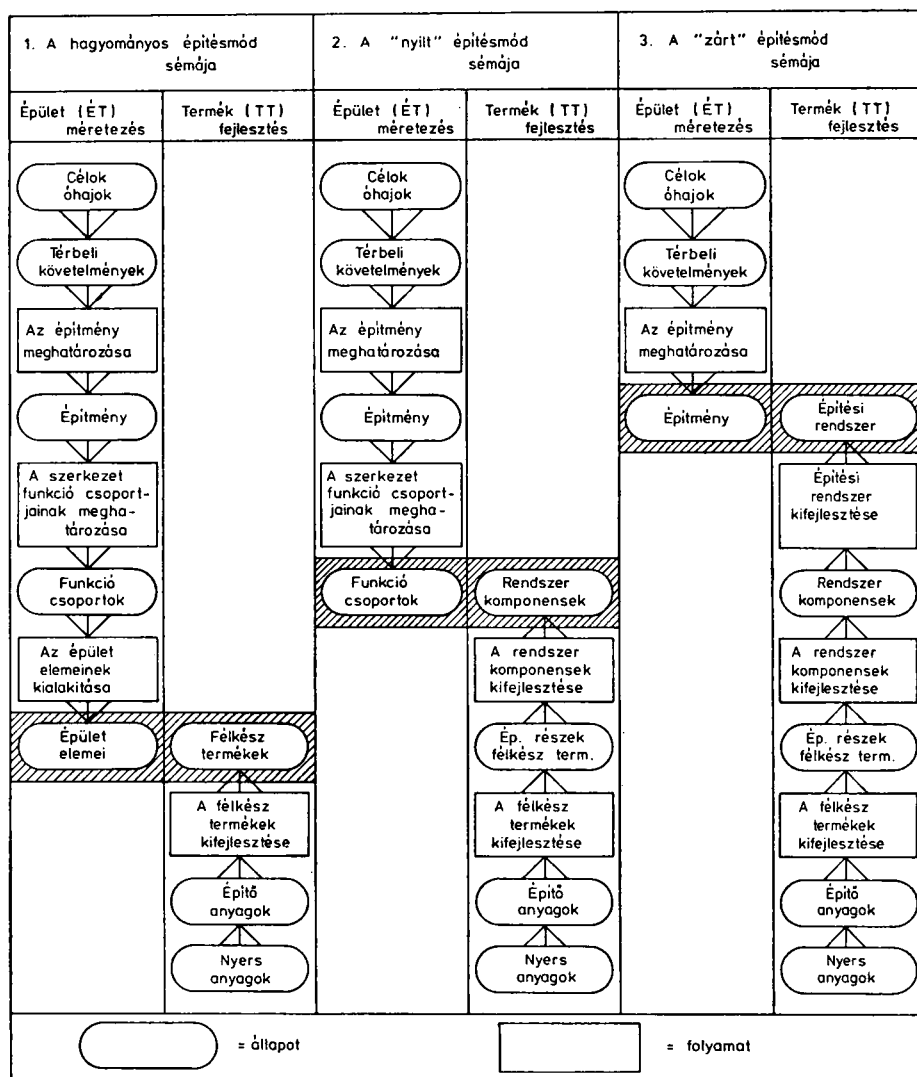 1. A hagyományos építésmód
sémája
2. A "nyílt" építésmód
sémája
3. A "zárt" építésmód
sémája
Épület (ÉT)
méretezés
Termék (TT)
fejlesztés
Épület (ÉT)
méretezés
Termék (TT)
fejlesztés
Épület (ÉT)
méretezés
Termék (TT)
fejlesztés
Célok
óhajok
Térbeli
követelmények
Az építmény
meghatározása
Építmény
A szerkezet
funkció csoport-
jainak megha-
tározása
Funkció
csoportok
Az épület
elemeinek
kialakítása
Épület
elemei
Félkész
termékek
A félkész
termékek
kifejlesztése
Építő
anyagok
Nyers
anyagok
Célok
óhajok
Térbeli
követelmények
Az építmény
meghatározása
Építmény
A szerkezet
funkció csoport-
jainak megha-
tározása
Funkció
csoportok
Rendszer
komponensek
A rendszer
komponensek
kifejlesztése
Ép. részek
félkész term.
A félkész
termékek
kifejlesztése
Építő
anyagok
Nyers
anyagok
Célok
óhajok
Térbeli
követelmények
Az építmény
meghatározása
Építmény
Építési
rendszer
Építési
rendszer
kifejlesztése
Rendszer
komponensek
A rendszer
komponensek
kifejlesztése
Ép. részek
félkész term.
A félkész
termékek
kifejlesztése
Építő
anyagok
Nyers
anyagok
= állapot
= folyamat